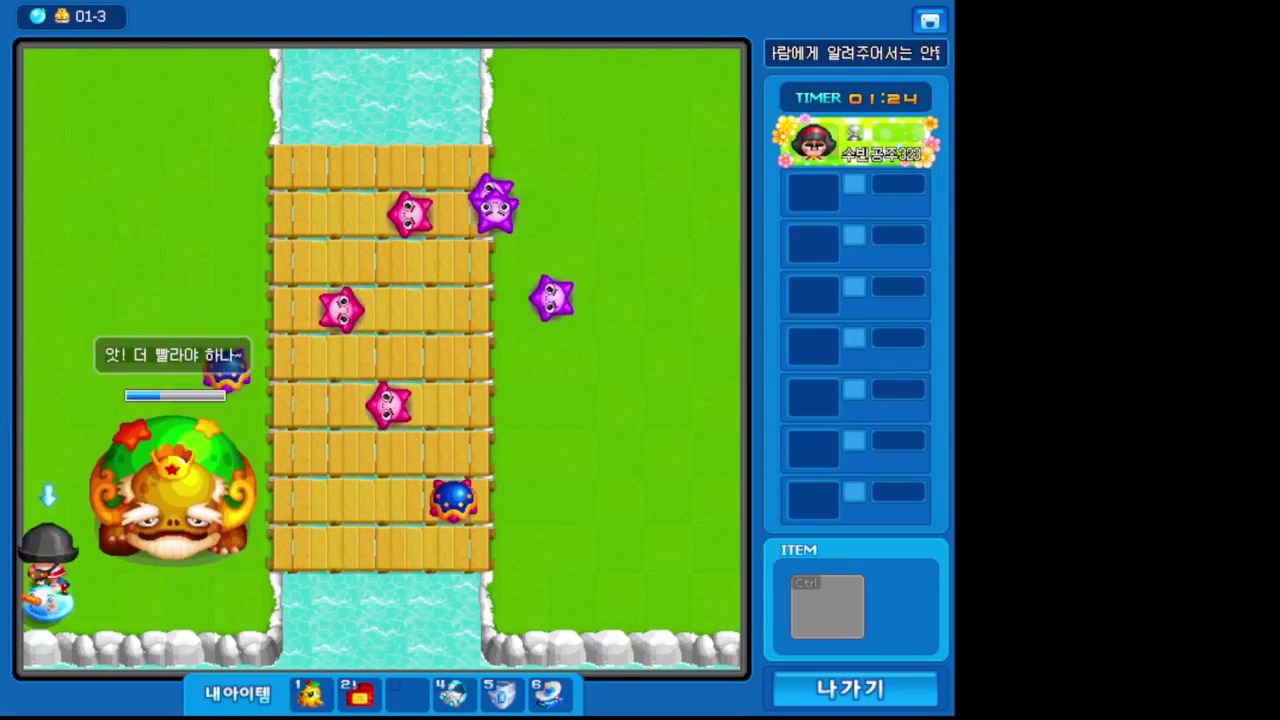 01-3
사람에게 알려주어서는 안
TIMER 01:24
수빈공주323
앗! 더 빨라야 하나~
ITEM
Ctrl
내아이템 1 2 4 5 6
나가기